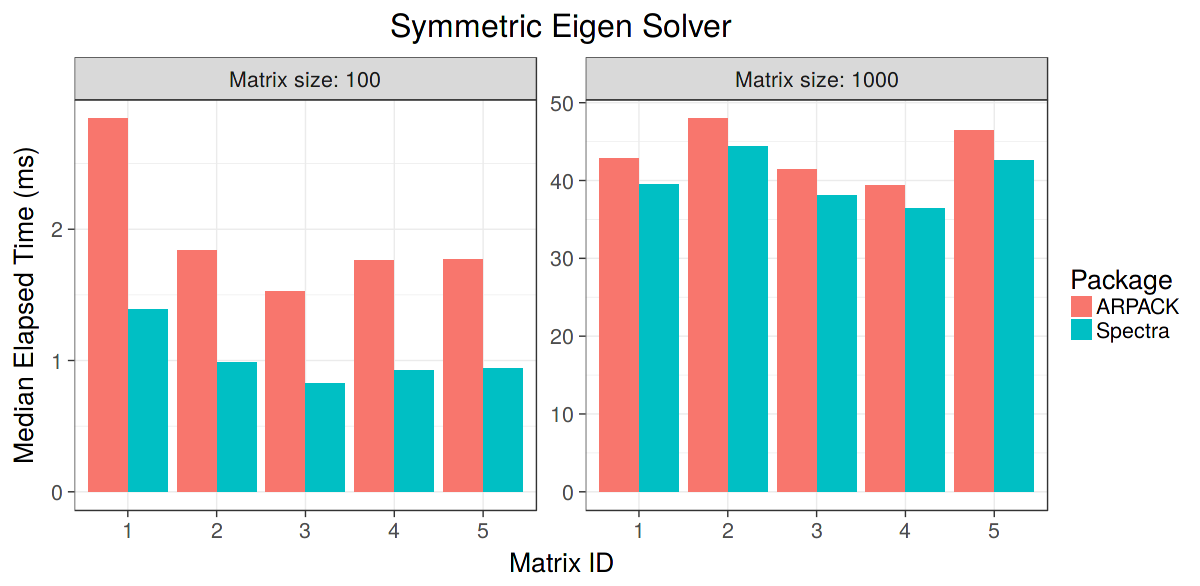 Symmetric Eigen Solver
Matrix size: 100
Matrix size: 1000
Median Elapsed Time (ms)
2
1
0
1 2 3 4 5
50
40
30
20
10
0
1 2 3 4 5
Matrix ID
Package
ARPACK
Spectra